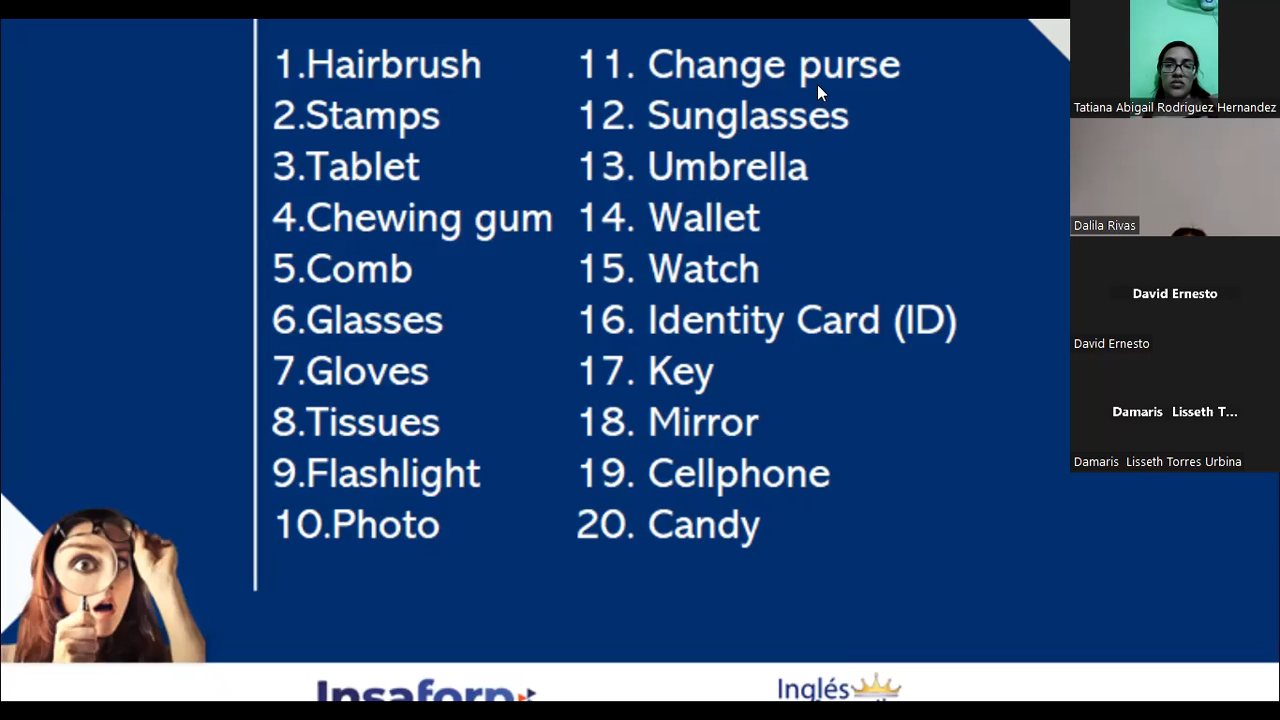 1.Hairbrush
2.Stamps
3.Tablet
4.Chewing gum
5.Comb
6.Glasses
7.Gloves
8.Tissues
9.Flashlight
10.Photo
11. Change purse
12. Sunglasses
13. Umbrella
14. Wallet
15. Watch
16. Identity Card (ID)
17. Key
18. Mirror
19. Cellphone
20. Candy
Insaforp
Inglés
Tatiana Abigail Rodriguez Hernandez
Dalila Rivas
David Ernesto
David Ernesto
Damaris Lisseth T...
Damaris Lisseth Torres Urbina